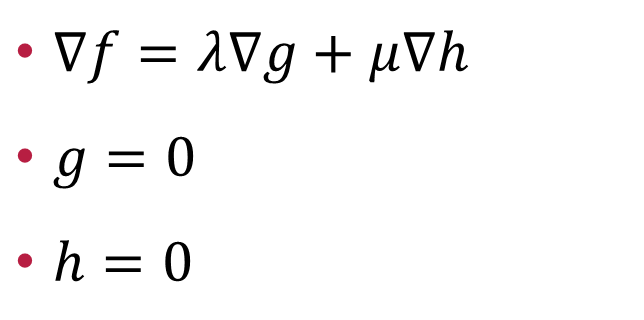 • ∇f = λ∇g + μ∇h
• g = 0
• h = 0